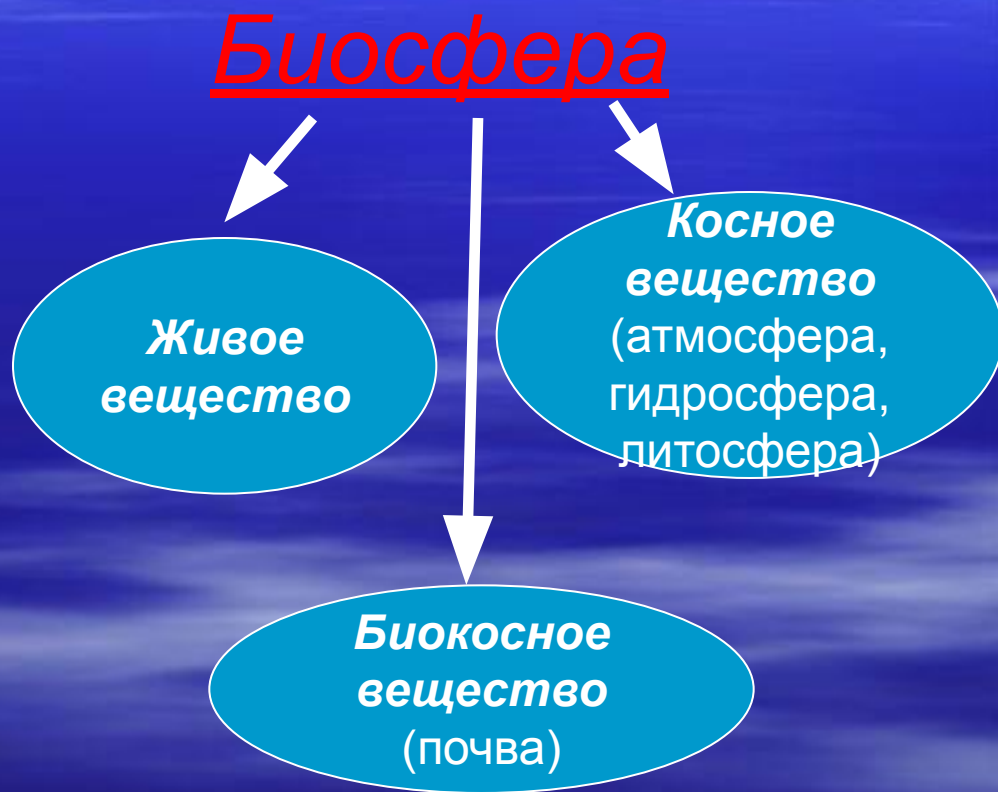 Биосфера
Живое
вещество
Косное
вещество
(атмосфера,
гидросфера,
литосфера)
Биокосное
вещество
(почва)